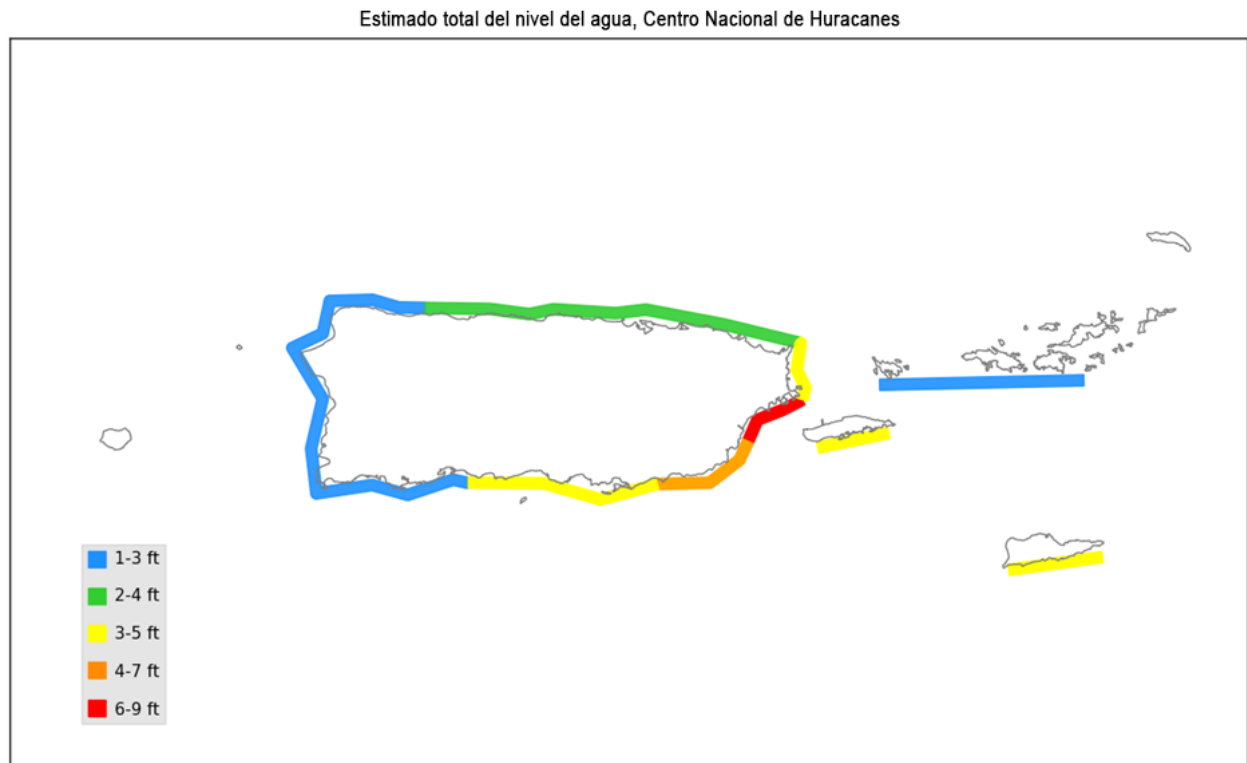 Estimado total del nivel del agua, Centro Nacional de Huracanes
1-3 ft
2-4 ft
3-5 ft
4-7 ft
6-9 ft